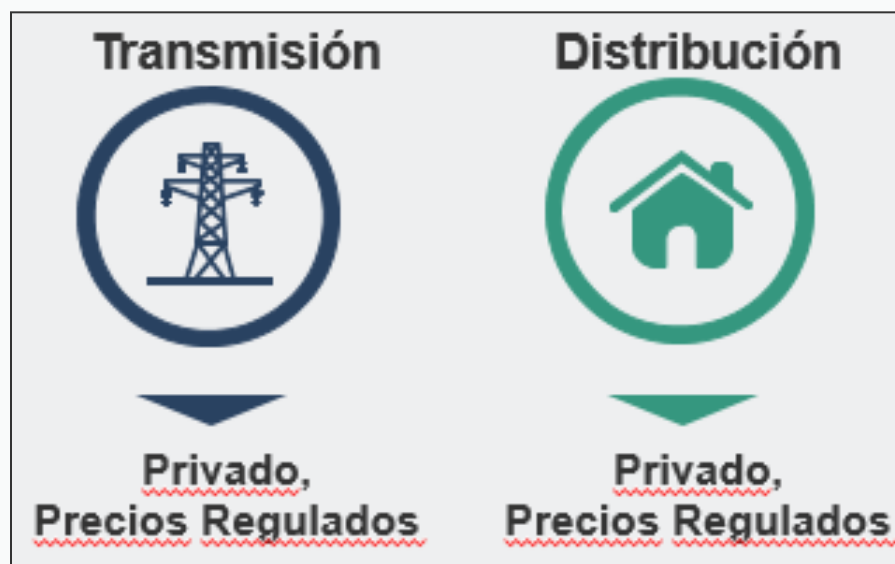 Transmisión
Distribución
Privado,
Precios Regulados
Privado,
Precios Regulados